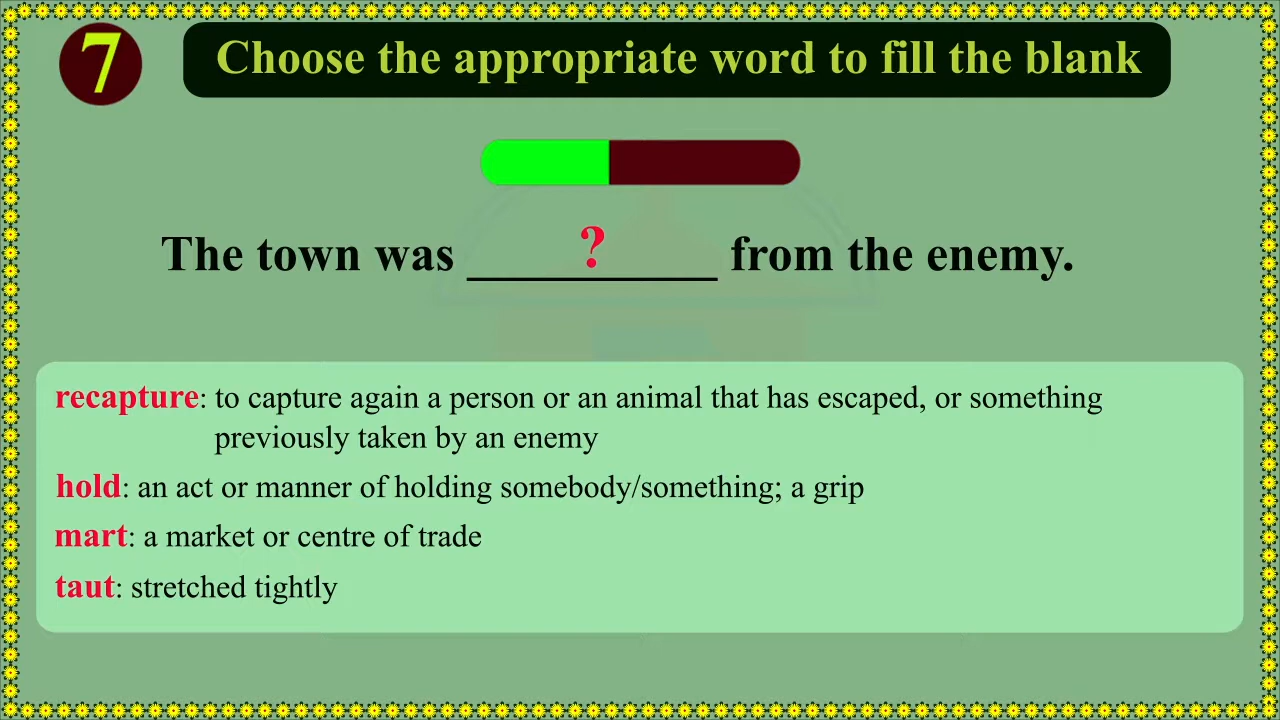 7
Choose the appropriate word to fill the blank
The town was __________ from the enemy.
?
recapture: to capture again a person or an animal that has escaped, or something
previously taken by an enemy
hold: an act or manner of holding somebody/something; a grip
mart: a market or centre of trade
taut: stretched tightly